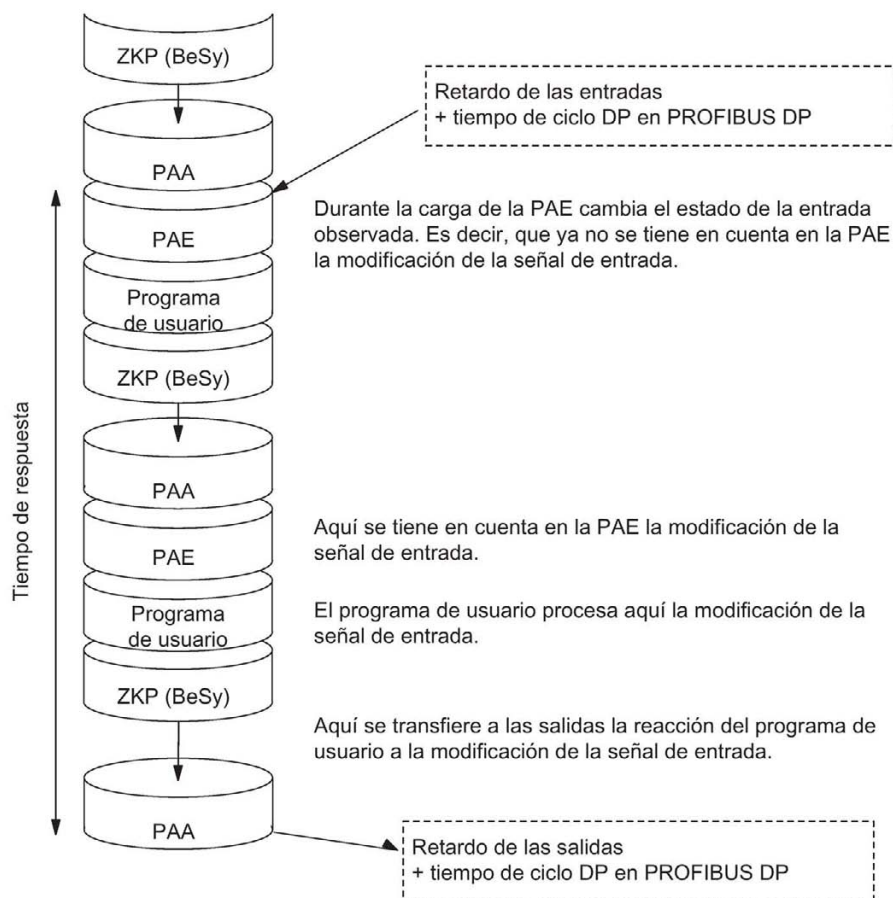 ZKP (BeSy)
Retardo de las entradas
+ tiempo de ciclo DP en PROFIBUS DP
PAA
Durante la carga de la PAE cambia el estado de la entrada
observada. Es decir, que ya no se tiene en cuenta en la PAE
la modificación de la señal de entrada.
PAE
Programa
de usuario
ZKP (BeSy)
Tiempo de respuesta
PAA
Aquí se tiene en cuenta en la PAE la modificación de la
señal de entrada.
PAE
El programa de usuario procesa aquí la modificación de la
señal de entrada.
Programa
de usuario
ZKP (BeSy)
Aquí se transfiere a las salidas la reacción del programa de
usuario a la modificación de la señal de entrada.
PAA
Retardo de las salidas
+ tiempo de ciclo DP en PROFIBUS DP